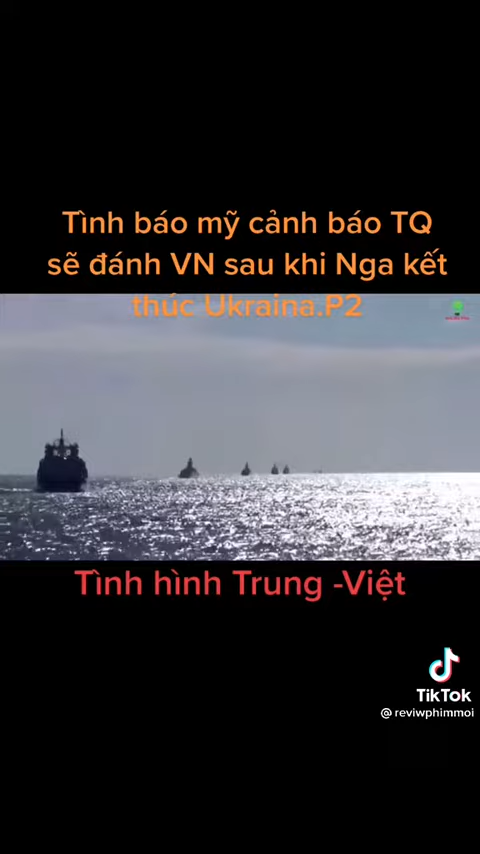 Tình báo mỹ cảnh báo TQ
sẽ đánh VN sau khi Nga kết
thúc Ukraina.P2
Tình hình Trung -Việt
TikTok
@ reviwphimmoi